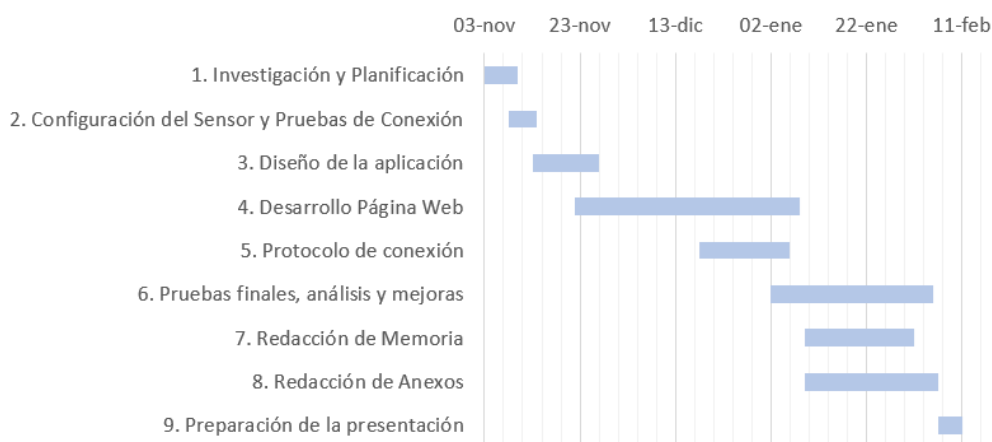 03-nov 23-nov 13-dic 02-ene 22-ene 11-feb
1. Investigación y Planificación
2. Configuración del Sensor y Pruebas de Conexión
3. Diseño de la aplicación
4. Desarrollo Página Web
5. Protocolo de conexión
6. Pruebas finales, análisis y mejoras
7. Redacción de Memoria
8. Redacción de Anexos
9. Preparación de la presentación